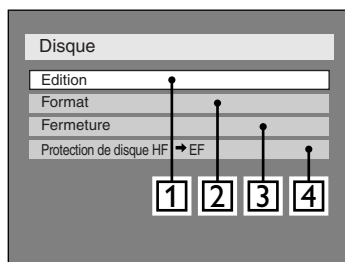 Disque
Edition
Format
Fermeture
Protection de disque HF ➞ EF
1 2 3 4